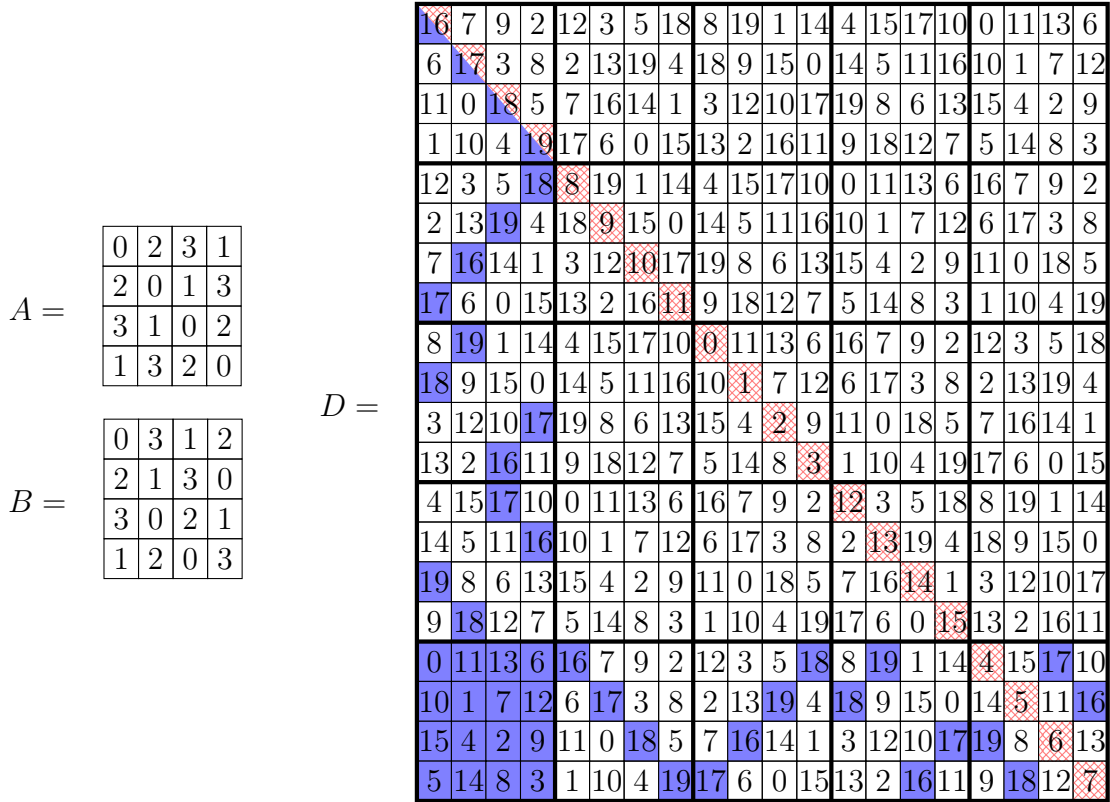 16 7 9 2 12 3 5 18 8 19 1 14 4 15 17 10 0 11 13 6
6 17 3 8 2 13 19 4 18 9 15 0 14 5 11 16 10 1 7 12
11 0 18 5 7 16 14 1 3 12 10 17 19 8 6 13 15 4 2 9
1 10 4 19 17 6 0 15 13 2 16 11 9 18 12 7 5 14 8 3
12 3 5 18 8 19 1 14 4 15 17 10 0 11 13 6 16 7 9 2
2 13 19 4 18 9 15 0 14 5 11 16 10 1 7 12 6 17 3 8
7 16 14 1 3 12 10 17 19 8 6 13 15 4 2 9 11 0 18 5
17 6 0 15 13 2 16 11 9 18 12 7 5 14 8 3 1 10 4 19
8 19 1 14 4 15 17 10 0 11 13 6 16 7 9 2 12 3 5 18
18 9 15 0 14 5 11 16 10 1 7 12 6 17 3 8 2 13 19 4
3 12 10 17 19 8 6 13 15 4 2 9 11 0 18 5 7 16 14 1
13 2 16 11 9 18 12 7 5 14 8 3 1 10 4 19 17 6 0 15
4 15 17 10 0 11 13 6 16 7 9 2 12 3 5 18 8 19 1 14
14 5 11 16 10 1 7 12 6 17 3 8 2 13 19 4 18 9 15 0
19 8 6 13 15 4 2 9 11 0 18 5 7 16 14 1 3 12 10 17
9 18 12 7 5 14 8 3 1 10 4 19 17 6 0 15 13 2 16 11
0 11 13 6 16 7 9 2 12 3 5 18 8 19 1 14 4 15 17 10
10 1 7 12 6 17 3 8 2 13 19 4 18 9 15 0 14 5 11 16
15 4 2 9 11 0 18 5 7 16 14 1 3 12 10 17 19 8 6 13
5 14 8 3 1 10 4 19 17 6 0 15 13 2 16 11 9 18 12 7
A =
0 2 3 1
2 0 1 3
3 1 0 2
1 3 2 0
B =
0 3 1 2
2 1 3 0
3 0 2 1
1 2 0 3
D =